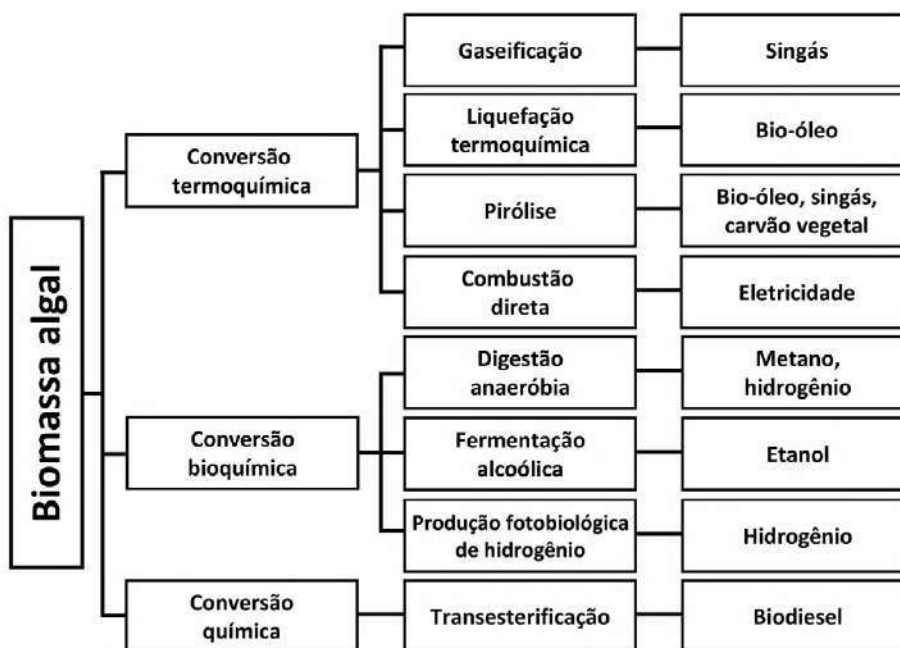 Biomassa algal
Conversão
termoquímica
Gaseificação
Singás
Liquefação
termoquímica
Bio-óleo
Pirólise
Bio-óleo, singás,
carvão vegetal
Combustão
direta
Eletricidade
Conversão
bioquímica
Digestão
anaeróbia
Metano,
hidrogênio
Fermentação
alcoólica
Etanol
Produção fotobiológica
de hidrogênio
Hidrogênio
Conversão
química
Transesterificação
Biodiesel